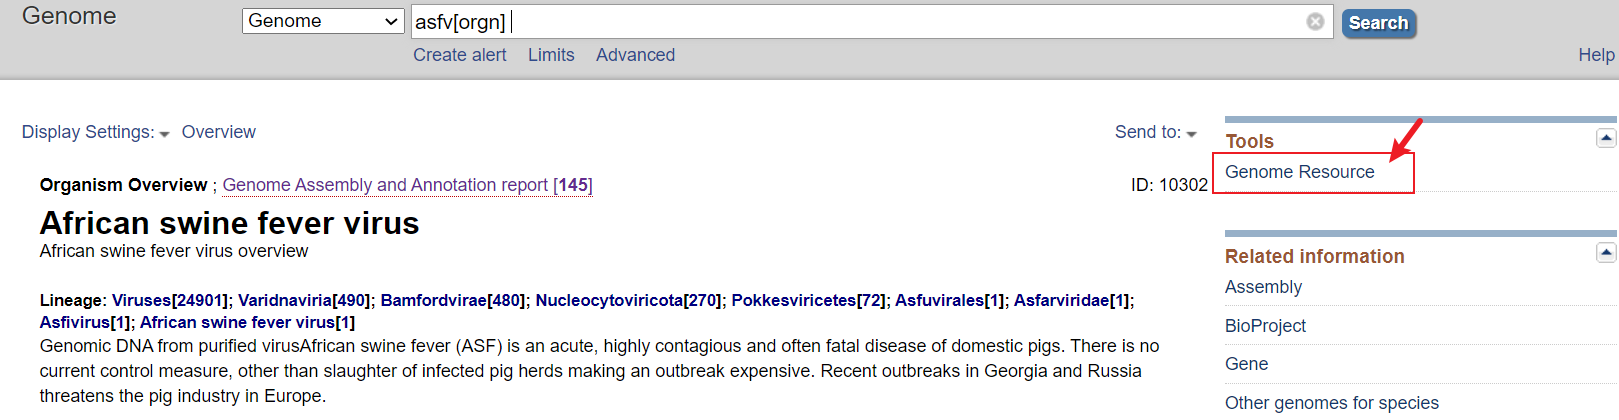 Genome
Genome
asfv[orgn]
Search
Create alert Limits Advanced
Help
Display Settings: Overview
Send to:
Organism Overview ; Genome Assembly and Annotation report [145]
ID: 10302
African swine fever virus
African swine fever virus overview
Lineage: Viruses[24901]; Varidnaviria[490]; Bamfordvirae[480]; Nucleocytoviricota[270]; Pokkesviricetes[72]; Asfuvirales[1]; Asfarviridae[1];
Asfivirus[1]; African swine fever virus[1]
Genomic DNA from purified virusAfrican swine fever (ASF) is an acute, highly contagious and often fatal disease of domestic pigs. There is no
current control measure, other than slaughter of infected pig herds making an outbreak expensive. Recent outbreaks in Georgia and Russia
threatens the pig industry in Europe.
Tools
Genome Resource
Related information
Assembly
BioProject
Gene
Other genomes for species